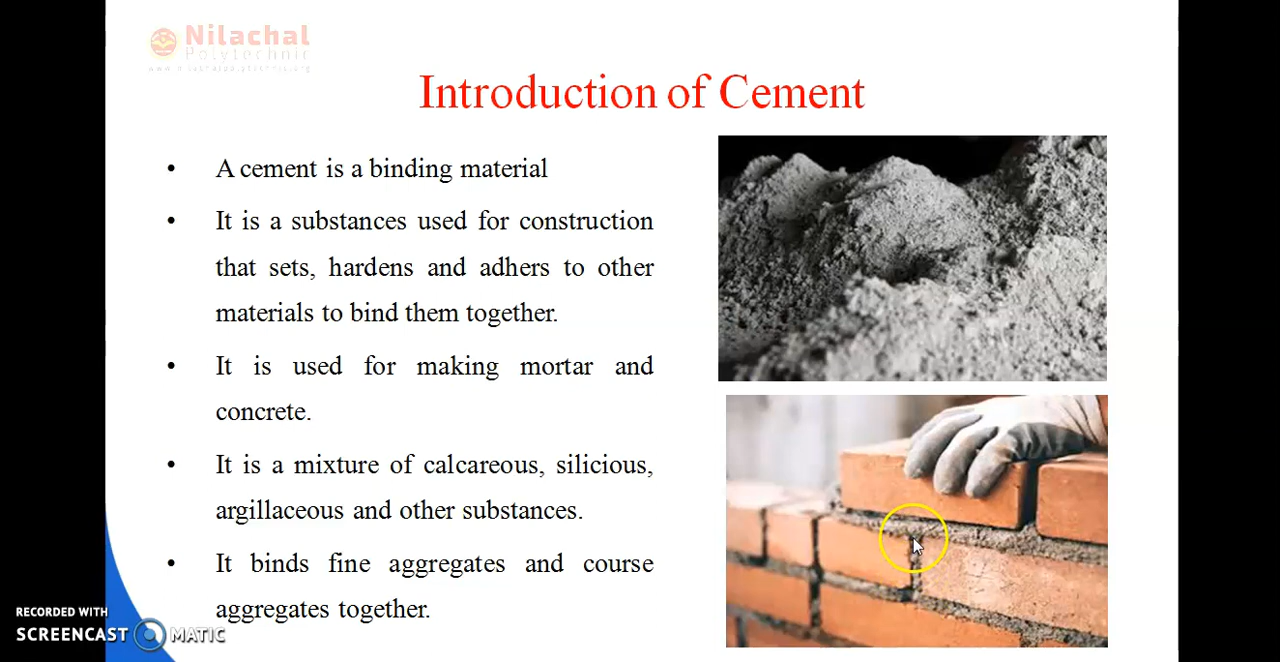 Nilachal
Polytechnic
Introduction of Cement
• A cement is a binding material
• It is a substances used for construction
that sets, hardens and adhers to other
materials to bind them together.
• It is used for making mortar and
concrete.
• It is a mixture of calcareous, silicious,
argillaceous and other substances.
• It binds fine aggregates and course
aggregates together.
RECORDED WITH
SCREENCAST MATIC